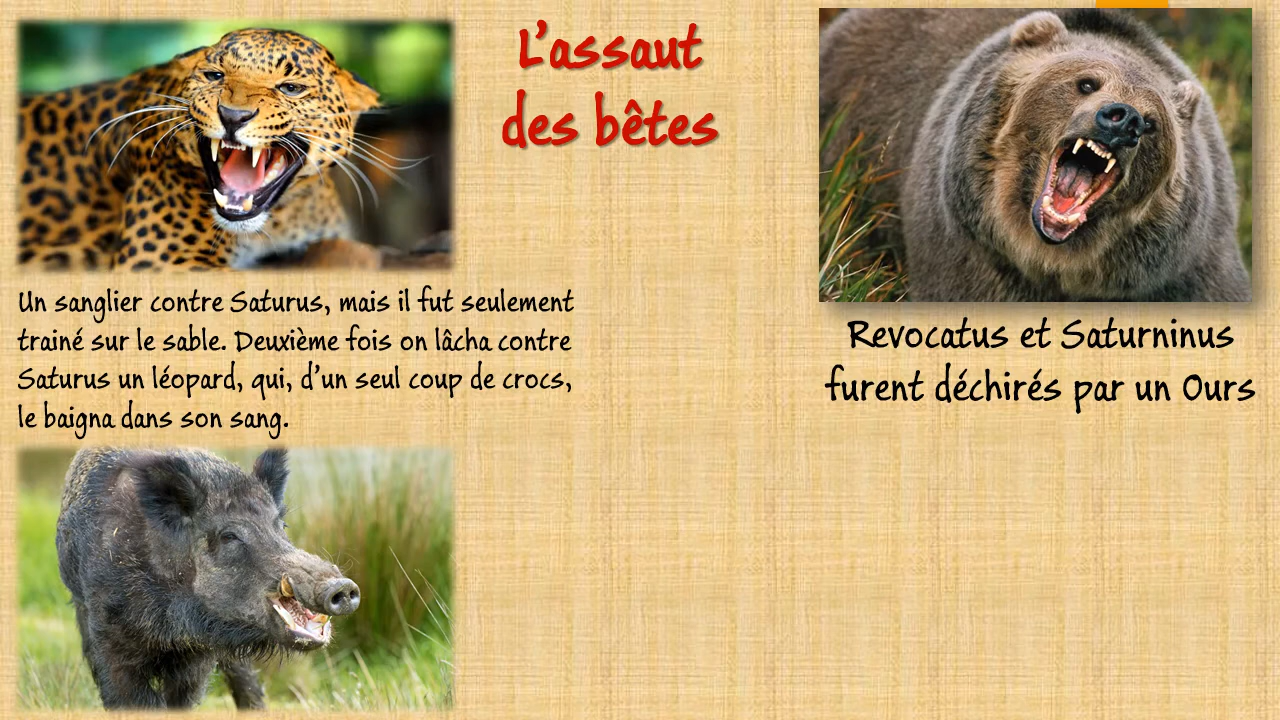 L’assaut
des bêtes
Un sanglier contre Saturus, mais il fut seulement
trainé sur le sable. Deuxième fois on lâcha contre
Saturus un léopard, qui, d’un seul coup de crocs,
le baigna dans son sang.
Revocatus et Saturninus
furent déchirés par un Ours